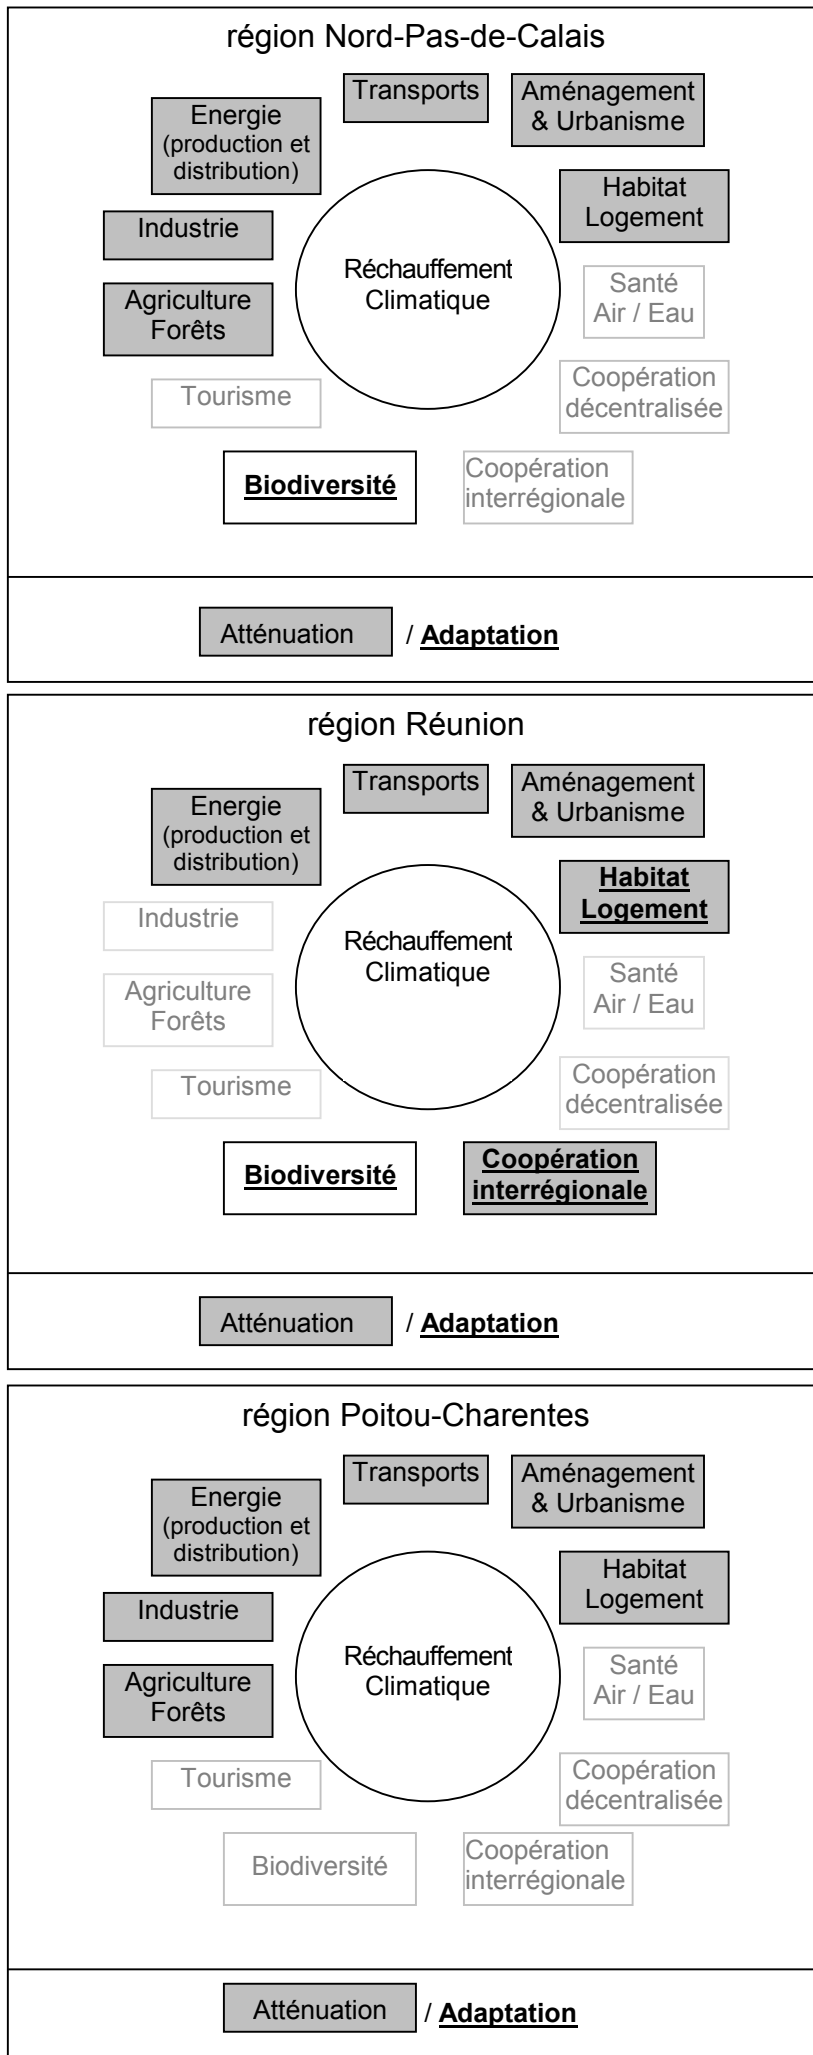 région Nord-Pas-de-Calais
Transports
Aménagement
& Urbanisme
Energie
(production et
distribution)
Habitat
Logement
Industrie
Réchauffement
Climatique
Santé
Air / Eau
Agriculture
Forêts
Tourisme
Coopération
décentralisée
Biodiversité
Coopération
interrégionale
Atténuation / Adaptation
région Réunion
Transports
Aménagement
& Urbanisme
Energie
(production et
distribution)
Habitat
Logement
Industrie
Réchauffement
Climatique
Santé
Air / Eau
Agriculture
Forêts
Tourisme
Coopération
décentralisée
Biodiversité
Coopération
interrégionale
Atténuation / Adaptation
région Poitou-Charentes
Transports
Aménagement
& Urbanisme
Energie
(production et
distribution)
Habitat
Logement
Industrie
Réchauffement
Climatique
Santé
Air / Eau
Agriculture
Forêts
Tourisme
Coopération
décentralisée
Biodiversité
Coopération
interrégionale
Atténuation / Adaptation